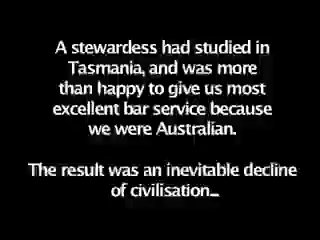 A stewardess had studied in
Tasmania, and was more
than happy to give us most
excellent bar service because
we were Australian.
The result was an inevitable decline
of civilisation...